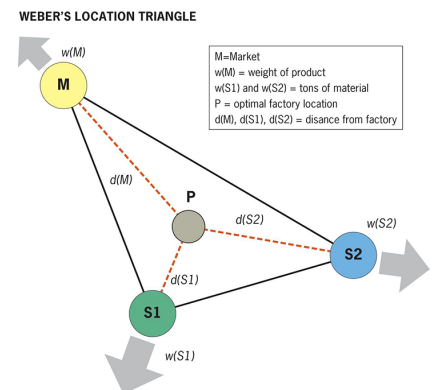 WEBER'S LOCATION TRIANGLE
w(M)
M
M=Market
w(M) = weight of product
w(S1) and w(S2) = tons of material
P = optimal factory location
d(M), d(S1), d(S2) = disance from factory
d(M)
P
d(S2)
w(S2)
S2
d(S1)
S1
w(S1)